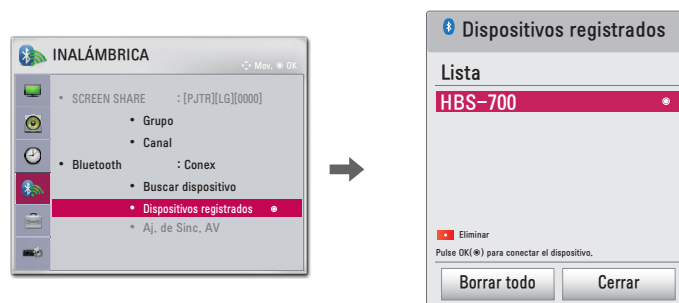 INALÁMBRICA
Mov. OK
• SCREEN SHARE : [PJTR][LG][0000]
• Grupo
• Canal
• Bluetooth : Conex
• Buscar dispositivo
• Dispositivos registrados
• Aj. de Sinc. AV
Dispositivos registrados
Lista
HBS-700
Eliminar
Pulse OK(◉) para conectar el dispositivo.
Borrar todo
Cerrar